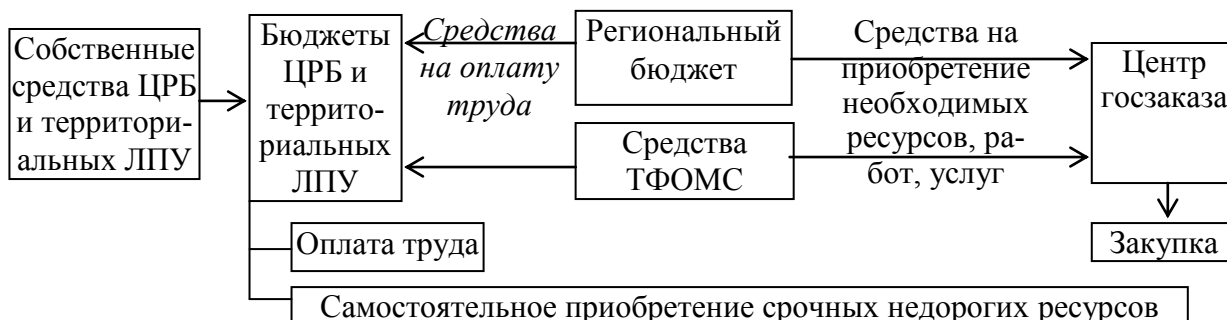 Собственные
средства ЦРБ
и территори-
альных ЛПУ
Бюджеты
ЦРБ и
террито-
риальных
ЛПУ
Средства
на оплату
труда
Региональный
бюджет
Средства
ТФОМС
Средства на
приобретение
необходимых
ресурсов, ра-
бот, услуг
Центр
госзаказа
Закупка
Оплата труда
Самостоятельное приобретение срочных недорогих ресурсов